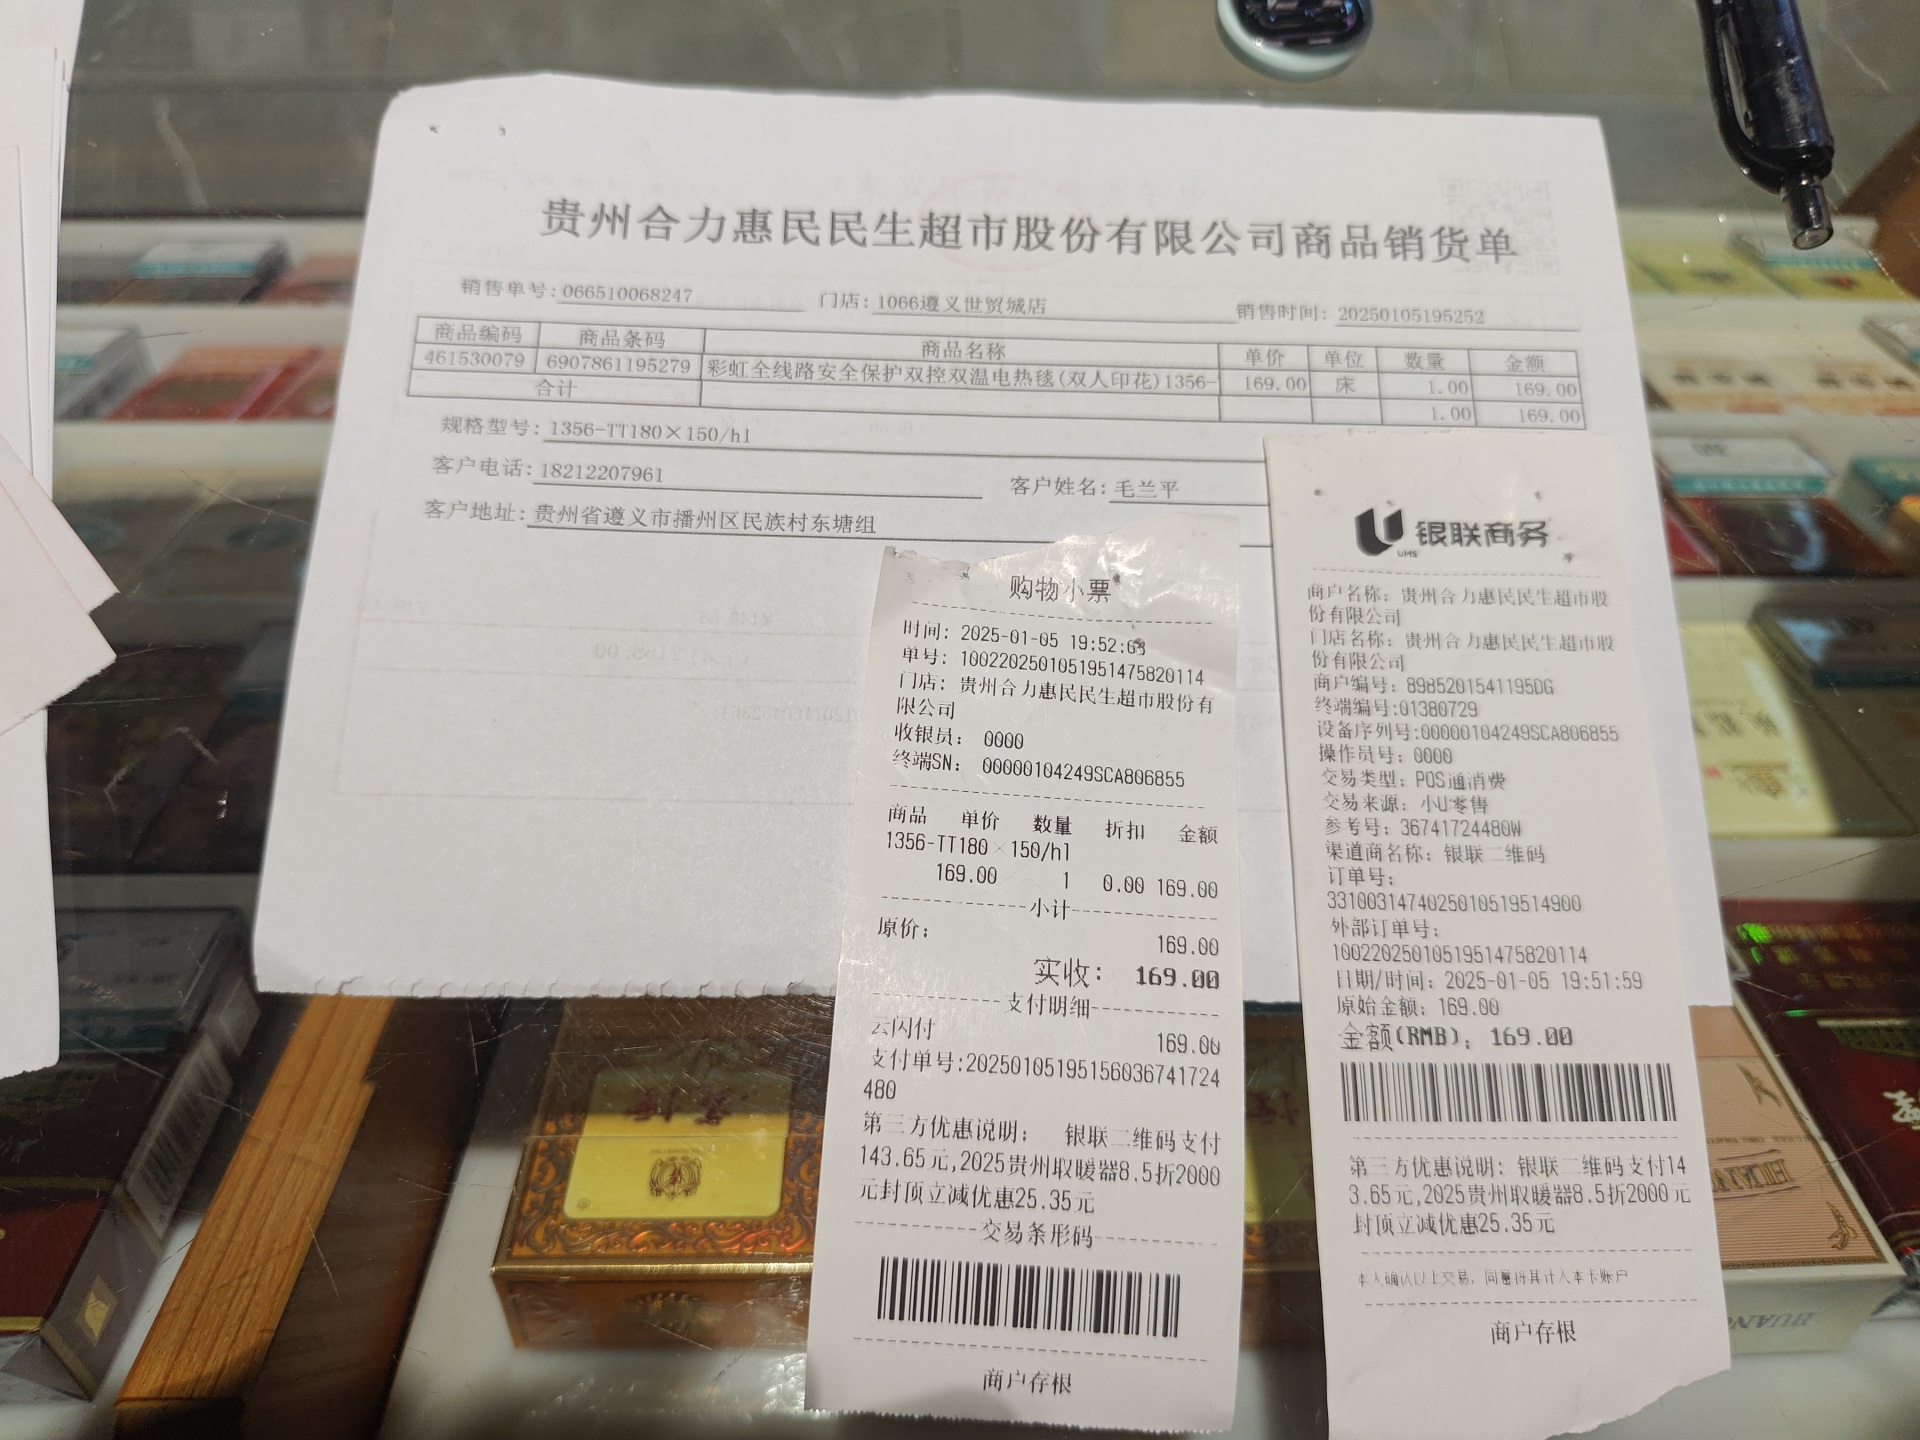 贵州合力惠民民生超市股份有限公司商品销货单
销售单号:066510068247 门店:1066遵义世贸城店 销售时间:20250105195252
商品编码 商品条码 商品名称 单价 单位 数量 金额
461530079 6907861195279 彩虹全线路安全保护双控双温电热毯(双人印花)1356- 169.00 床 1.00 169.00
合计 1.00 169.00
规格型号:1356-TT180×150/hl
客户电话:18212207961 客户姓名:毛兰平
客户地址:贵州省遵义市播州区民族村东塘组
购物小票
时间: 2025-01-05 19:52:03
单号: 1002202501051951475820114
门店: 贵州合力惠民民生超市股份有
限公司
收银员: 0000
终端SN: 00000104249SCA806855
商品 单价 数量 折扣 金额
1356-TT180×150/hl
169.00 1 0.00 169.00
小计
原价: 169.00
实收: 169.00
支付明细
云闪付 169.00
支付单号:20250105195156036741724
480
第三方优惠说明: 银联二维码支付
143.65元,2025贵州取暖器8.5折2000
元封顶立减优惠25.35元
交易条形码
商户存根
银联商务
UMS
商户名称: 贵州合力惠民民生超市股
份有限公司
门店名称: 贵州合力惠民民生超市股
份有限公司
商户编号: 8985201541195DG
终端编号:01380729
设备序列号:00000104249SCA806855
操作员号: 0000
交易类型: POS通消费
交易来源: 小U零售
参考号: 36741724480W
渠道商名称: 银联二维码
订单号:
3310031474025010519514900
外部订单号:
1002202501051951475820114
日期/时间: 2025-01-05 19:51:59
原始金额: 169.00
金额(RMB): 169.00
第三方优惠说明: 银联二维码支付14
3.65元,2025贵州取暖器8.5折2000元
封顶立减优惠25.35元
本人确认以上交易, 同意将其计入本卡账户
商户存根